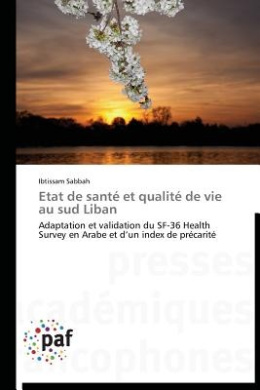 Ibtissam Sabbah
Etat de santé et qualité de vie
au sud Liban
Adaptation et validation du SF-36 Health
Survey en Arabe et d'un index de précarité
presses
académiques
francophones
paf